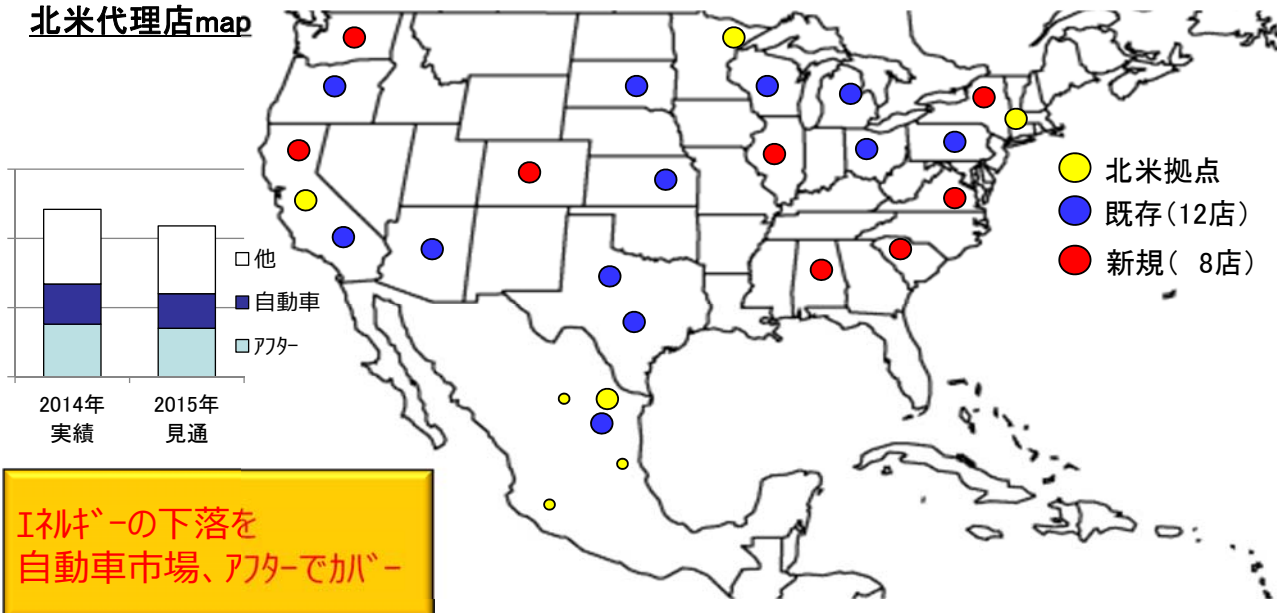 北米代理店map
他
自動車
ｱﾌﾀｰ
2014年
実績
2015年
見通
北米拠点
既存(12店)
新規( 8店)
ｴﾈﾙｷﾞｰの下落を
自動車市場、ｱﾌﾀｰでｶﾊﾞｰ